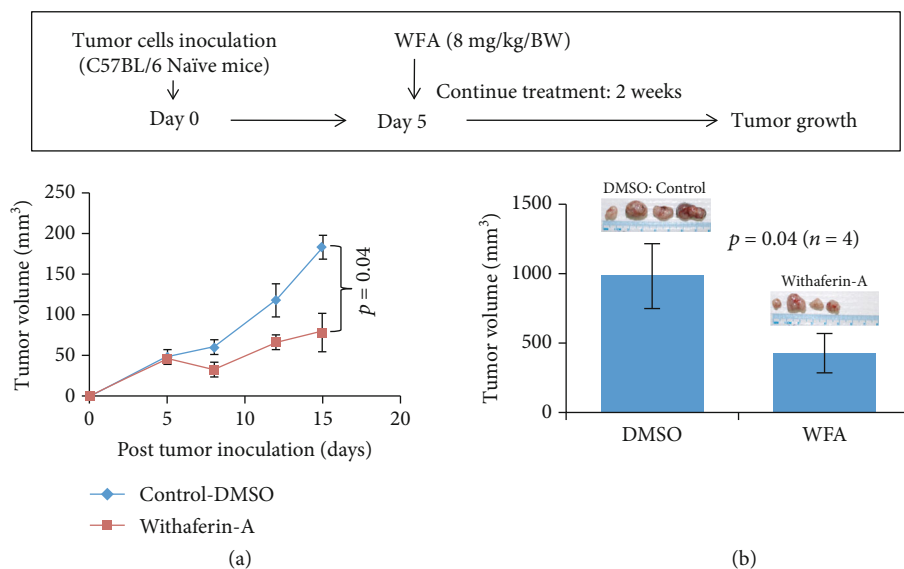 Tumor cells inoculation
(C57BL/6 Naïve mice)
WFA (8 mg/kg/BW)
Continue treatment: 2 weeks
Day 0
Day 5
Tumor growth
Tumor volume (mm³)
250
200
150
100
50
0
p = 0.04
0
5
10
15
20
Post tumor inoculation (days)
Control-DMSO
Withaferin-A
(a)
Tumor volume (mm³)
1500
1000
500
0
DMSO: Control
p = 0.04 (n = 4)
Withaferin-A
DMSO
WFA
(b)